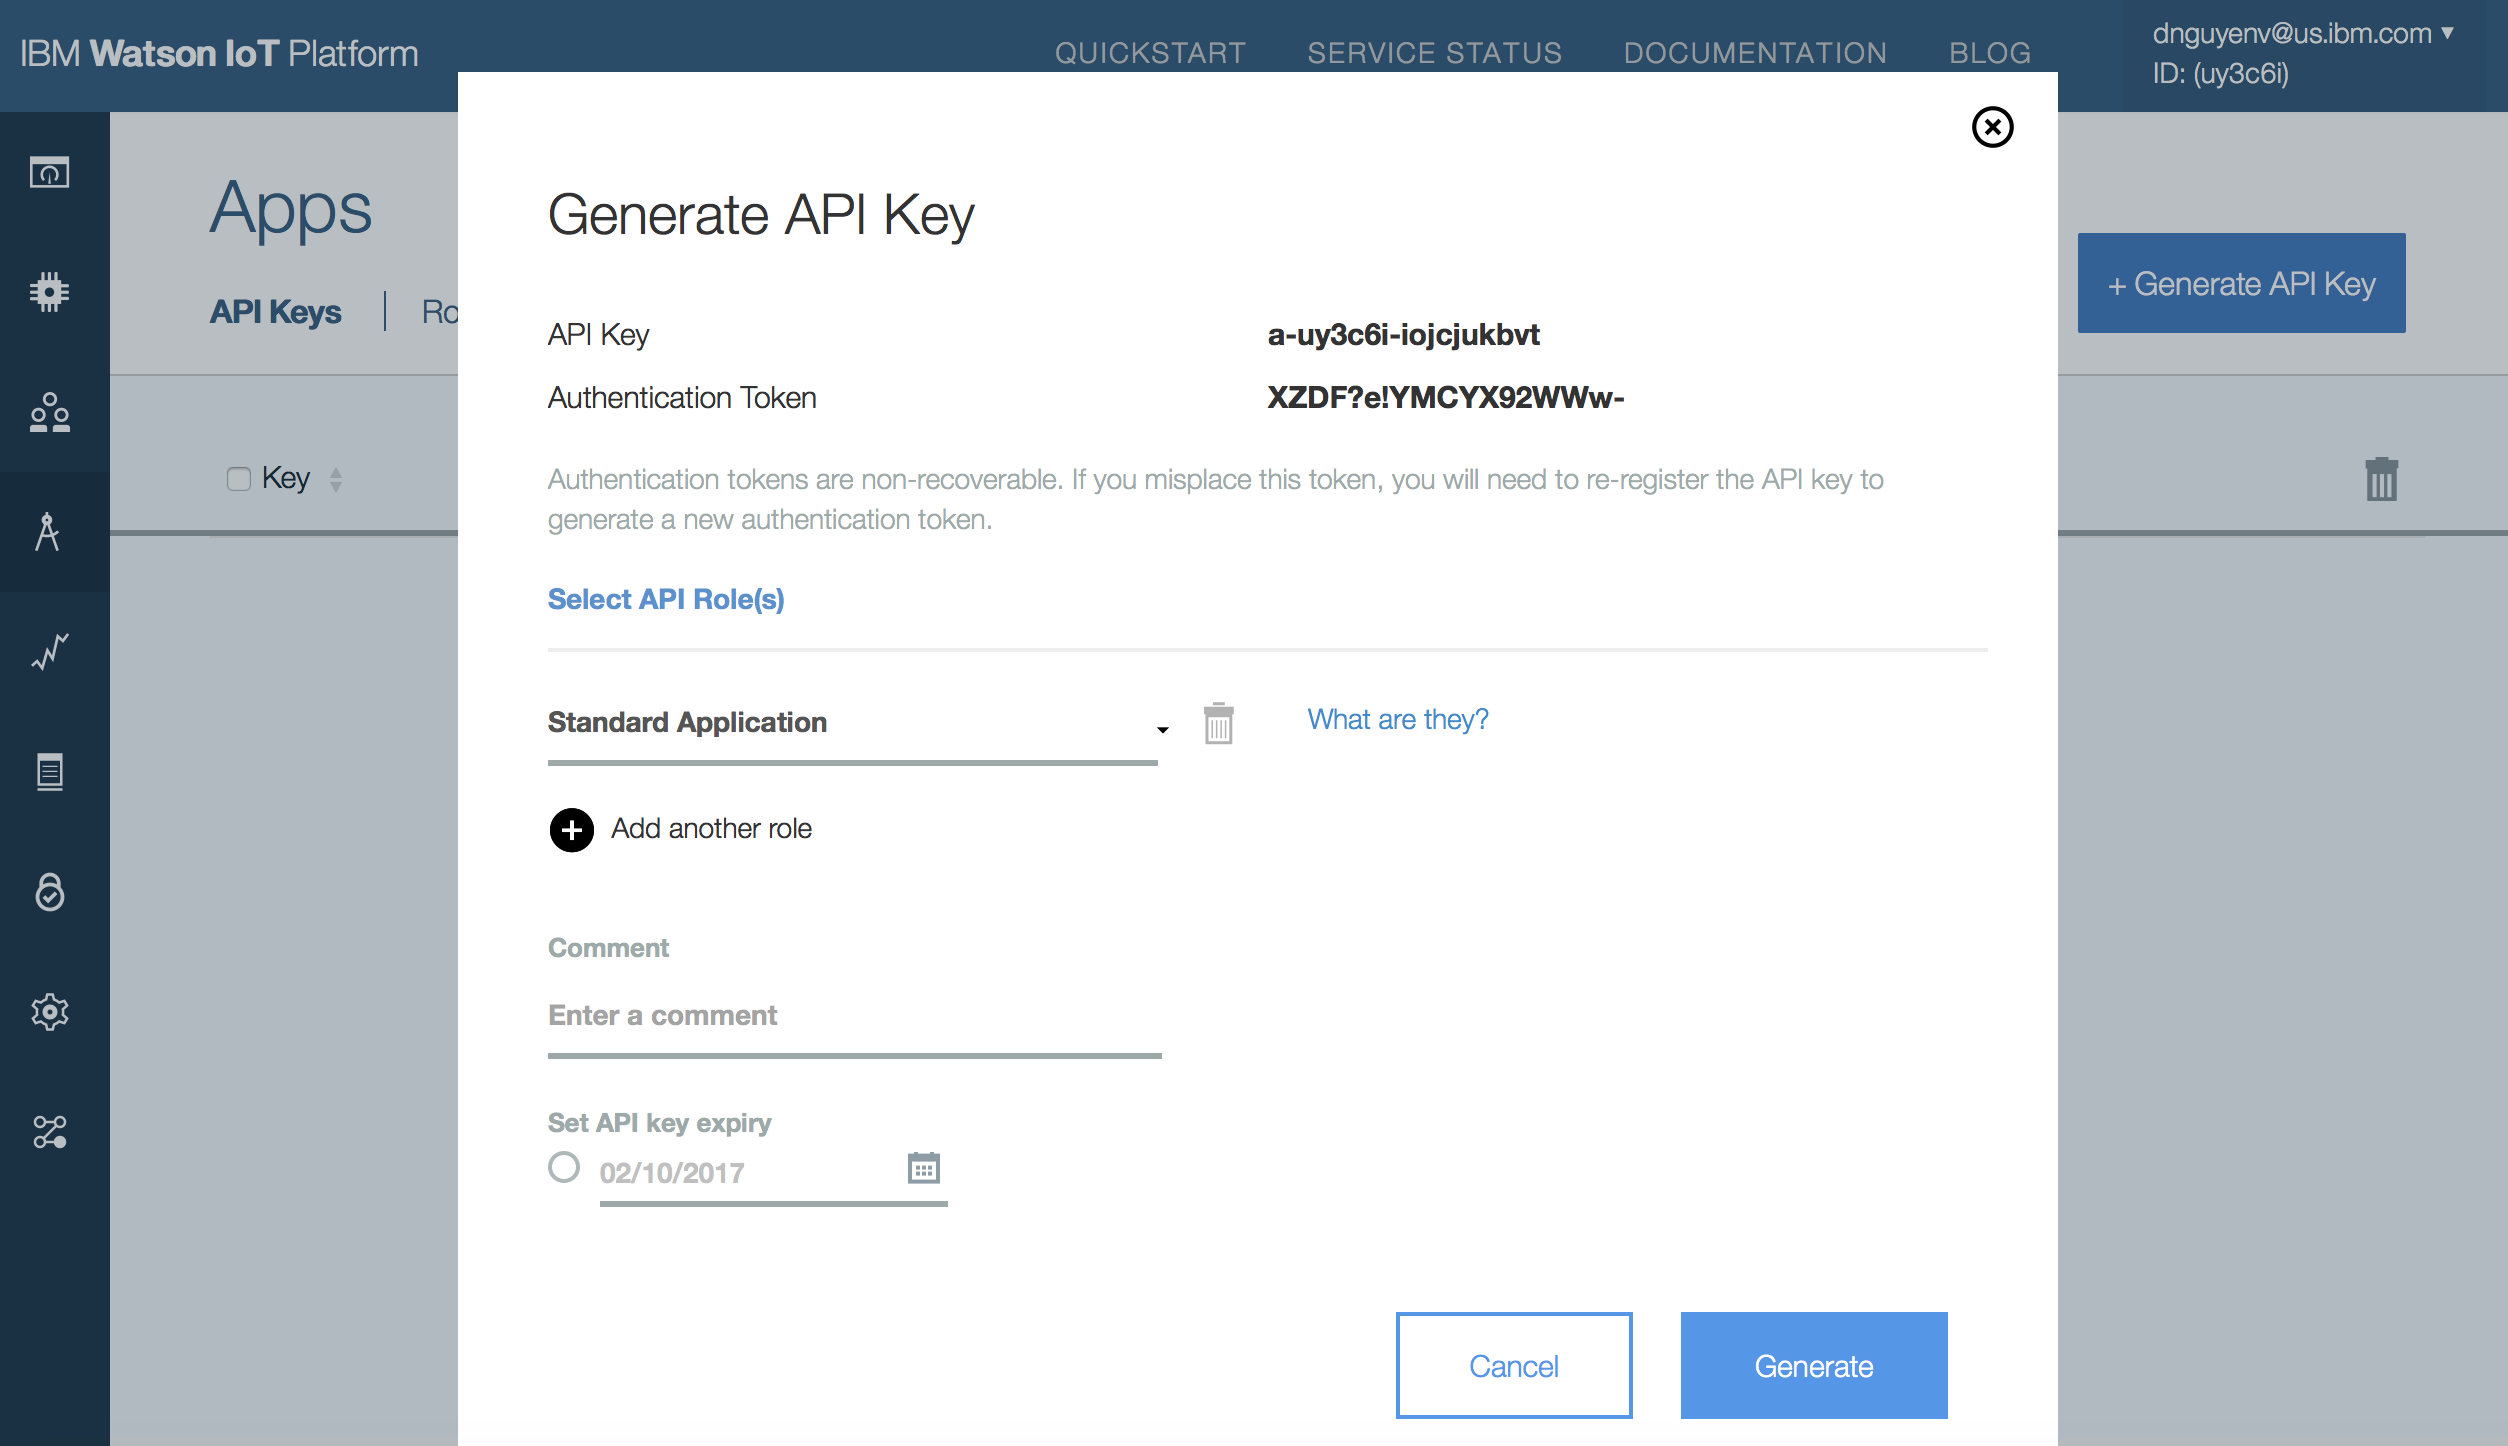 IBM Watson IoT Platform
QUICKSTART
SERVICE STATUS
DOCUMENTATION
BLOG
dnguyenv@us.ibm.com ▼
ID: (uy3c6i)
Apps
API Keys
Ro
+ Generate API Key
Key
Generate API Key
API Key
a-uy3c6i-iojcjukbvt
Authentication Token
XZDF?e!YMCYX92WWw-
Authentication tokens are non-recoverable. If you misplace this token, you will need to re-register the API key to
generate a new authentication token.
Select API Role(s)
Standard Application
What are they?
Add another role
Comment
Enter a comment
Set API key expiry
02/10/2017
Cancel
Generate